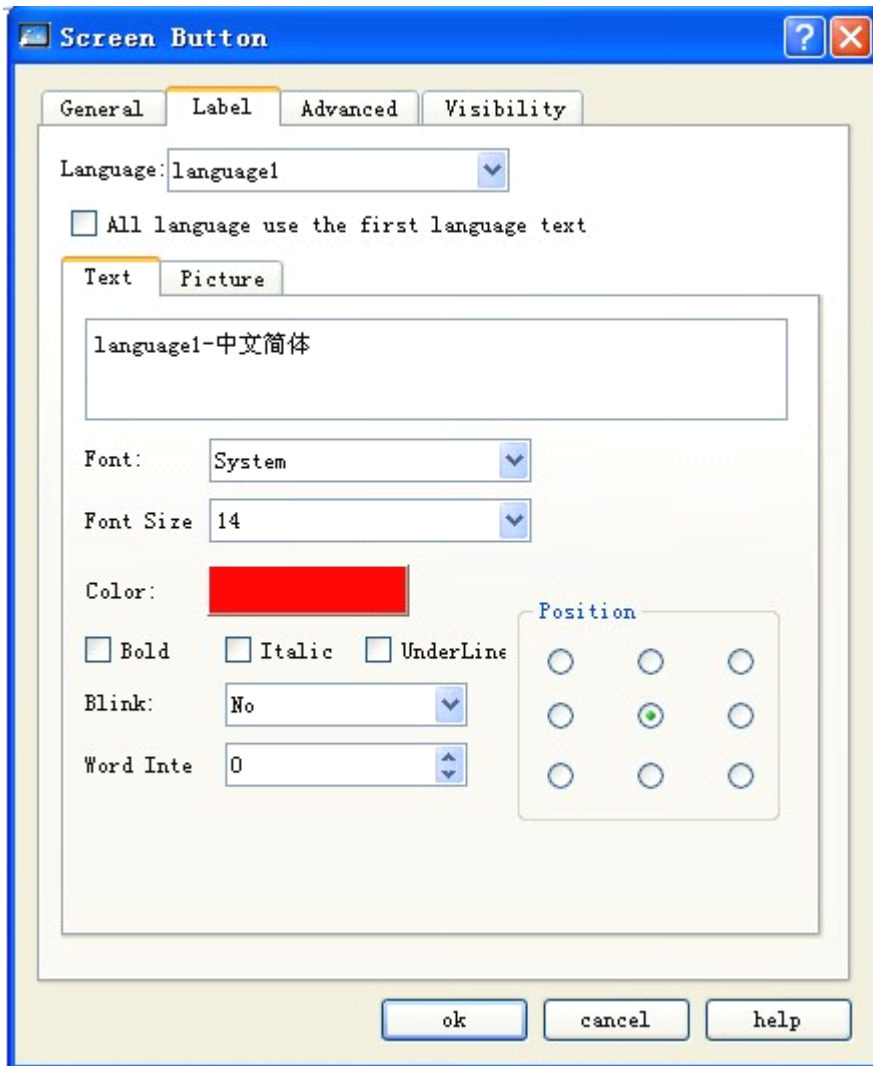 Screen Button
General Label Advanced Visibility
Language: language1
All language use the first language text
Text Picture
language1-中文简体
Font: System
Font Size 14
Color:
Position
Bold Italic UnderLine
Blink: No
Word Inte 0
ok cancel help